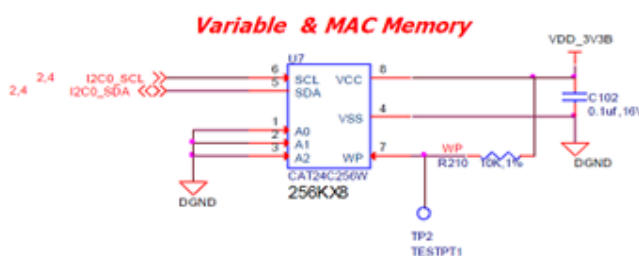 Variable & MAC Memory
VDD_3V3B
U7
2,4 I2C0_SCL 6 SCL VCC 8
2,4 I2C0_SDA 5 SDA
C102
0.1uf,16V
VSS 4
1 A0
2 A1
3 A2 WP 7 WP
R210 10K,1%
DGND
CAT24C256W
256KX8
DGND
TP2
TESTPT1